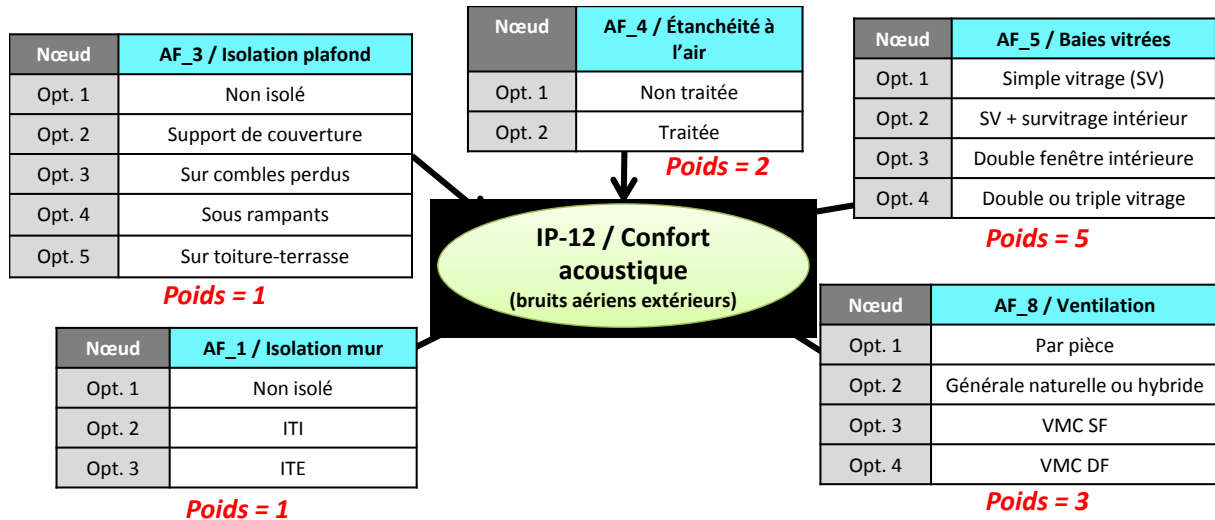 Nœud AF_3 / Isolation plafond
Opt. 1 Non isolé
Opt. 2 Support de couverture
Opt. 3 Sur combles perdus
Opt. 4 Sous rampants
Opt. 5 Sur toiture-terrasse
Poids = 1
Nœud AF_4 / Étanchéité à
l’air
Opt. 1 Non traitée
Opt. 2 Traitée
Poids = 2
Nœud AF_5 / Baies vitrées
Opt. 1 Simple vitrage (SV)
Opt. 2 SV + survitrage intérieur
Opt. 3 Double fenêtre intérieure
Opt. 4 Double ou triple vitrage
Poids = 5
IP-12 / Confort
acoustique
(bruits aériens extérieurs)
Nœud AF_1 / Isolation mur
Opt. 1 Non isolé
Opt. 2 ITI
Opt. 3 ITE
Poids = 1
Nœud AF_8 / Ventilation
Opt. 1 Par pièce
Opt. 2 Générale naturelle ou hybride
Opt. 3 VMC SF
Opt. 4 VMC DF
Poids = 3